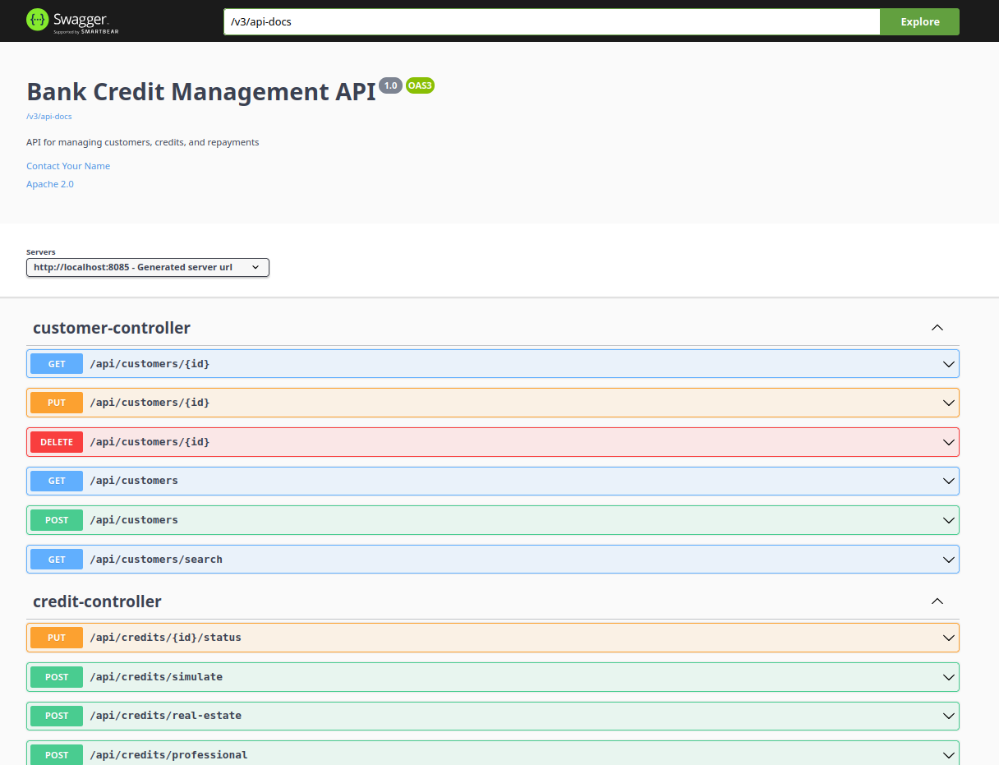 {···} Swagger.
Supported by SMARTBEAR
/v3/api-docs
Explore
Bank Credit Management API 1.0 OAS3
/v3/api-docs
API for managing customers, credits, and repayments
Contact Your Name
Apache 2.0
Servers
http://localhost:8085 - Generated server url
customer-controller
GET /api/customers/{id}
PUT /api/customers/{id}
DELETE /api/customers/{id}
GET /api/customers
POST /api/customers
GET /api/customers/search
credit-controller
PUT /api/credits/{id}/status
POST /api/credits/simulate
POST /api/credits/real-estate
POST /api/credits/professional